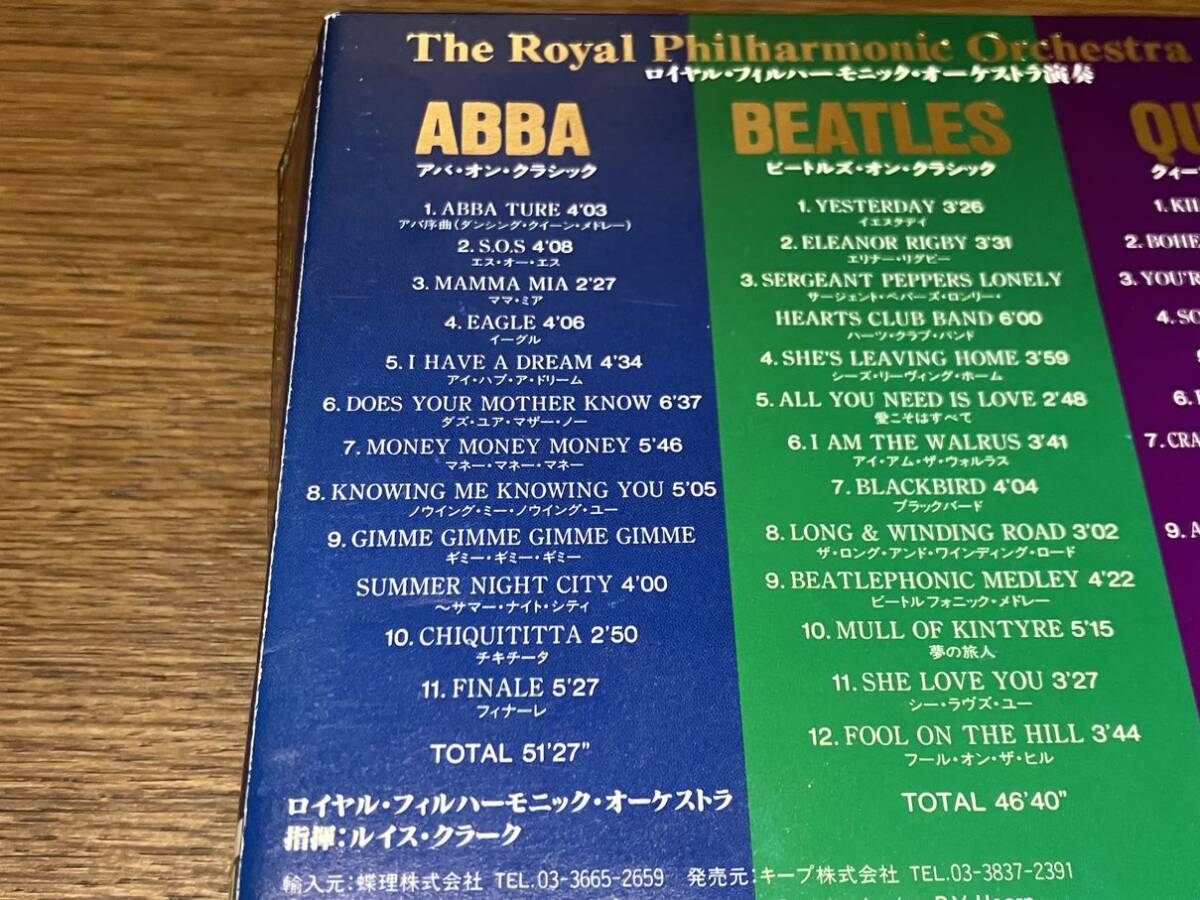 The Royal Philharmonic Orchestra
ロイヤル・フィルハーモニック・オーケストラ演奏
ABBA
アバ・オン・クラシック
1. ABBA TURE 4'03
アバ序曲(ダンシング・クイーン・メドレー)
2. S.O.S 4'08
エス・オー・エス
3. MAMMA MIA 2'27
ママ・ミア
4. EAGLE 4'06
イーグル
5. I HAVE A DREAM 4'34
アイ・ハブ・ア・ドリーム
6. DOES YOUR MOTHER KNOW 6'37
ダズ・ユア・マザー・ノー
7. MONEY MONEY MONEY 5'46
マネー・マネー・マネー
8. KNOWING ME KNOWING YOU 5'05
ノウイング・ミー・ノウイング・ユー
9. GIMME GIMME GIMME GIMME
ギミー・ギミー・ギミー
SUMMER NIGHT CITY 4'00
〜サマー・ナイト・シティ
10. CHIQUITITTA 2'50
チキチータ
11. FINALE 5'27
フィナーレ
TOTAL 51'27"
ロイヤル・フィルハーモニック・オーケストラ
指揮:ルイス・クラーク
BEATLES
ビートルズ・オン・クラシック
1. YESTERDAY 3'26
イエスタデイ
2. ELEANOR RIGBY 3'31
エリナー・リグビー
3. SERGEANT PEPPERS LONELY
サージェント・ペパーズ・ロンリー・
HEARTS CLUB BAND 6'00
ハーツ・クラブ・バンド
4. SHE'S LEAVING HOME 3'59
シーズ・リーヴィング・ホーム
5. ALL YOU NEED IS LOVE 2'48
愛こそはすべて
6. I AM THE WALRUS 3'41
アイ・アム・ザ・ウォルラス
7. BLACKBIRD 4'04
ブラックバード
8. LONG & WINDING ROAD 3'02
ザ・ロング・アンド・ワインディング・ロード
9. BEATLEPHONIC MEDLEY 4'22
ビートルフォニック・メドレー
10. MULL OF KINTYRE 5'15
夢の旅人
11. SHE LOVE YOU 3'27
シー・ラヴズ・ユー
12. FOOL ON THE HILL 3'44
フール・オン・ザ・ヒル
TOTAL 46'40"
QU
クィー
1. KII
2. BOHE
3. YOU'R
4. SO
6.
7. CRA
9. A
輸入元:蝶理株式会社 TEL.03-3665-2659 発売元:キープ株式会社 TEL.03-3837-2391